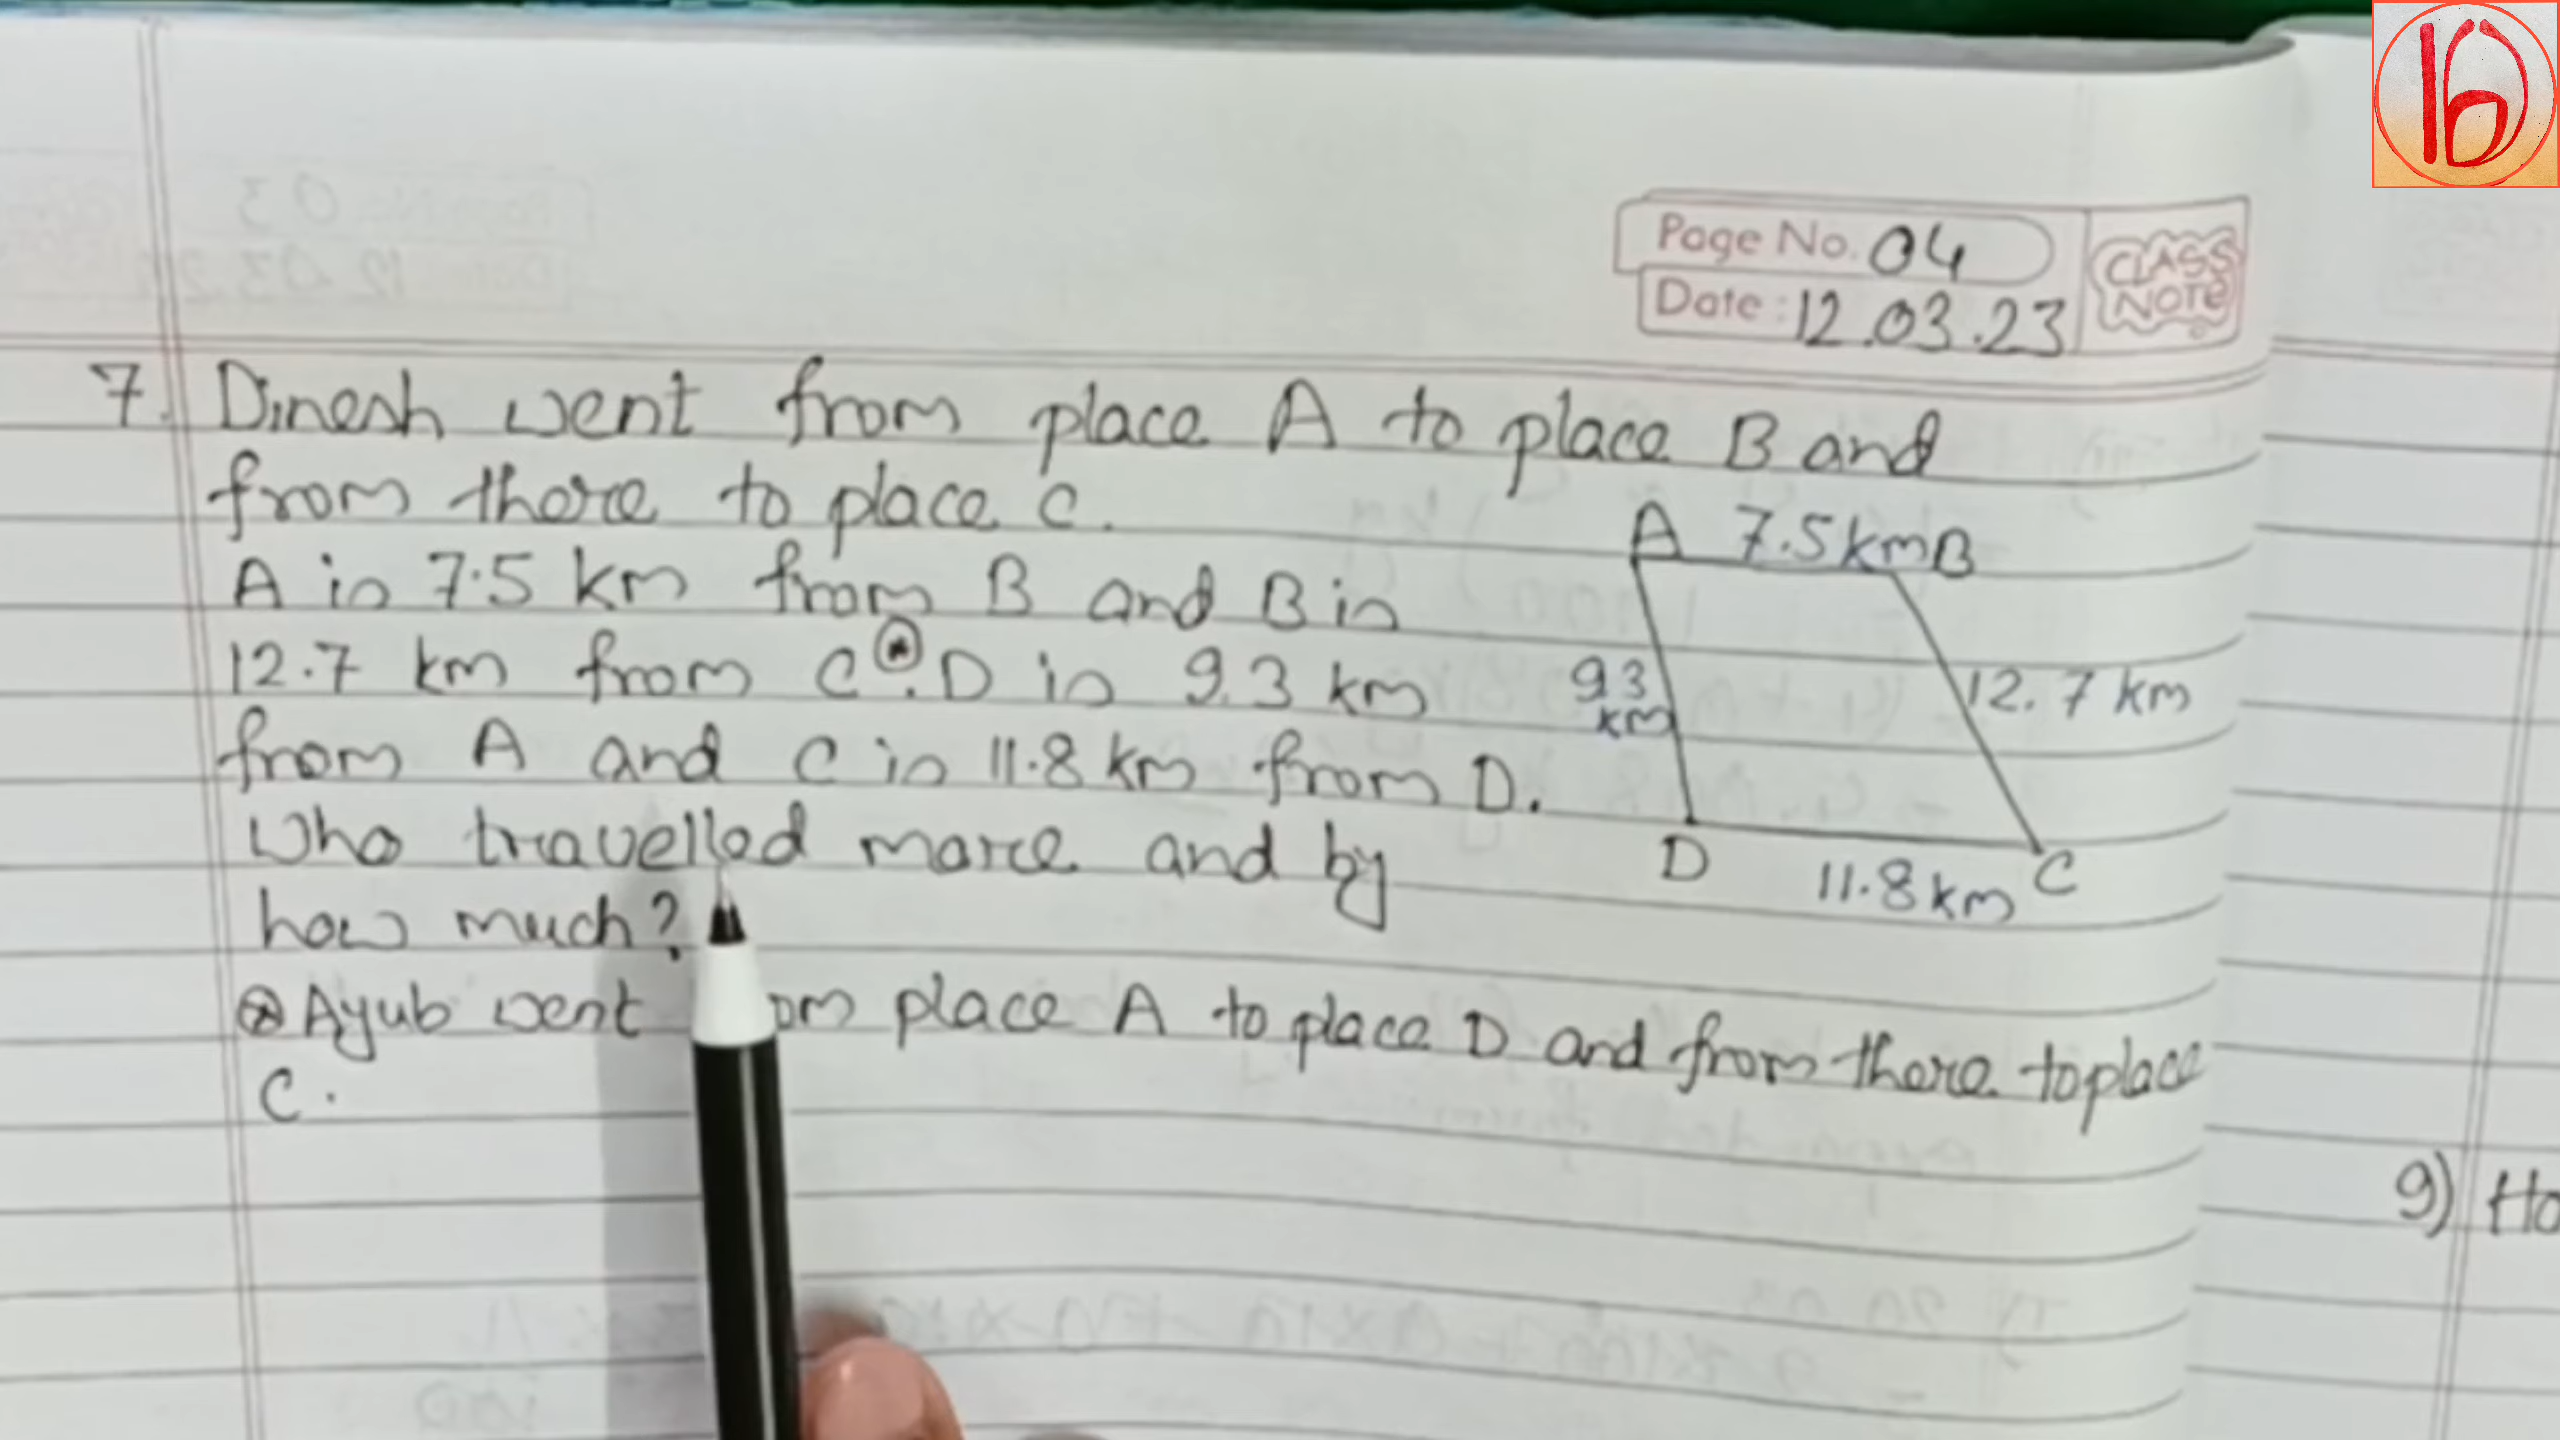 Page No. 04
Date: 12.03.23
CLASS NOTE
7. Dinesh went from place A to place B and
from there to place C.
A is 7.5 km from B and B is
12.7 km from C. D is 9.3 km
from A and C is 11.8 km from D.
Who travelled more and by
how much?
Ayub went om place A to place D and from there to place
C.
A 7.5 km B
9.3
km
12.7 km
D
11.8 km C
9) Ho